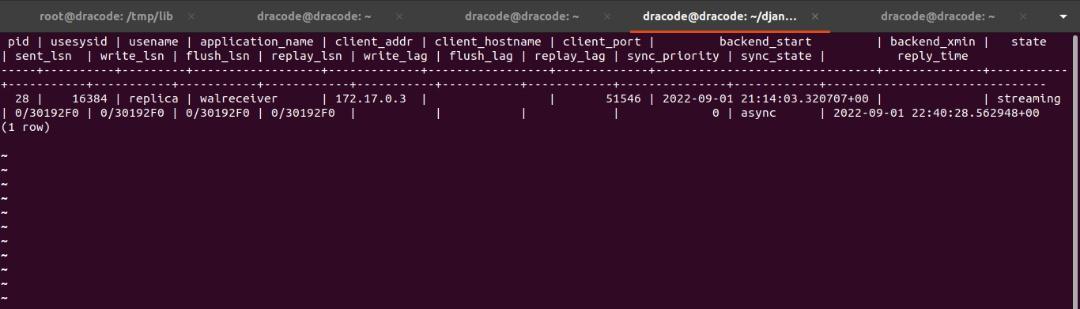 root@dracode: /tmp/lib × dracode@dracode: ~ × dracode@dracode: ~ × dracode@dracode: ~/djan... × dracode@dracode: ~ ×
 pid | usesysid | usename | application_name | client_addr | client_hostname | client_port |         backend_start         | backend_xmin |   state
 | sent_lsn  | write_lsn | flush_lsn | replay_lsn | write_lag | flush_lag | replay_lag | sync_priority | sync_state |          reply_time
-----+----------+---------+------------------+-------------+-----------------+-------------+-------------------------------+--------------+-----------
+-----------+-----------+-----------+------------+-----------+-----------+------------+---------------+------------+-------------------------------
  28 |    16384 | replica | walreceiver      | 172.17.0.3  |                 |       51546 | 2022-09-01 21:14:03.320707+00 |              | streaming
| 0/30192F0 | 0/30192F0 | 0/30192F0 | 0/30192F0  |           |           |            |             0 | async      | 2022-09-01 22:40:28.562948+00
(1 row)
~
~
~
~
~
~
~
~
~
~
~